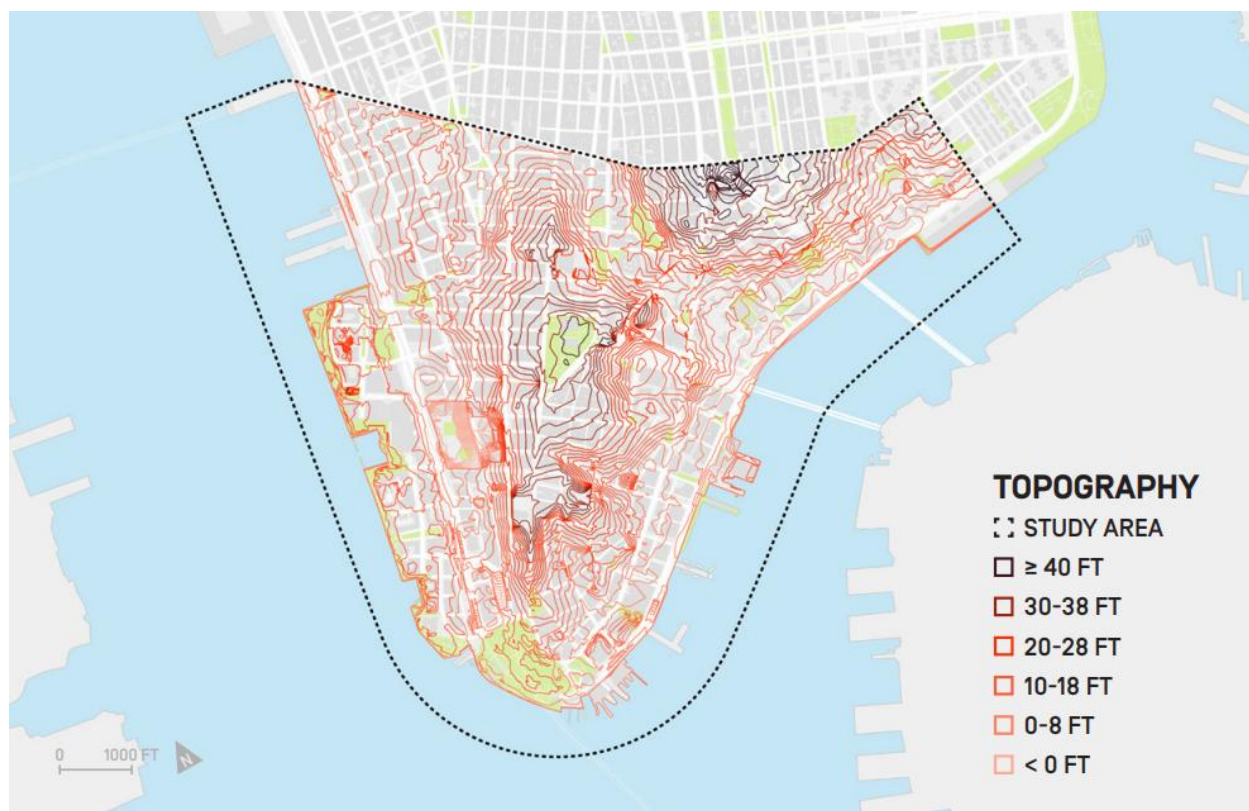 TOPOGRAPHY
STUDY AREA
≥ 40 FT
30-38 FT
20-28 FT
10-18 FT
0-8 FT
< 0 FT
0 1000 FT N